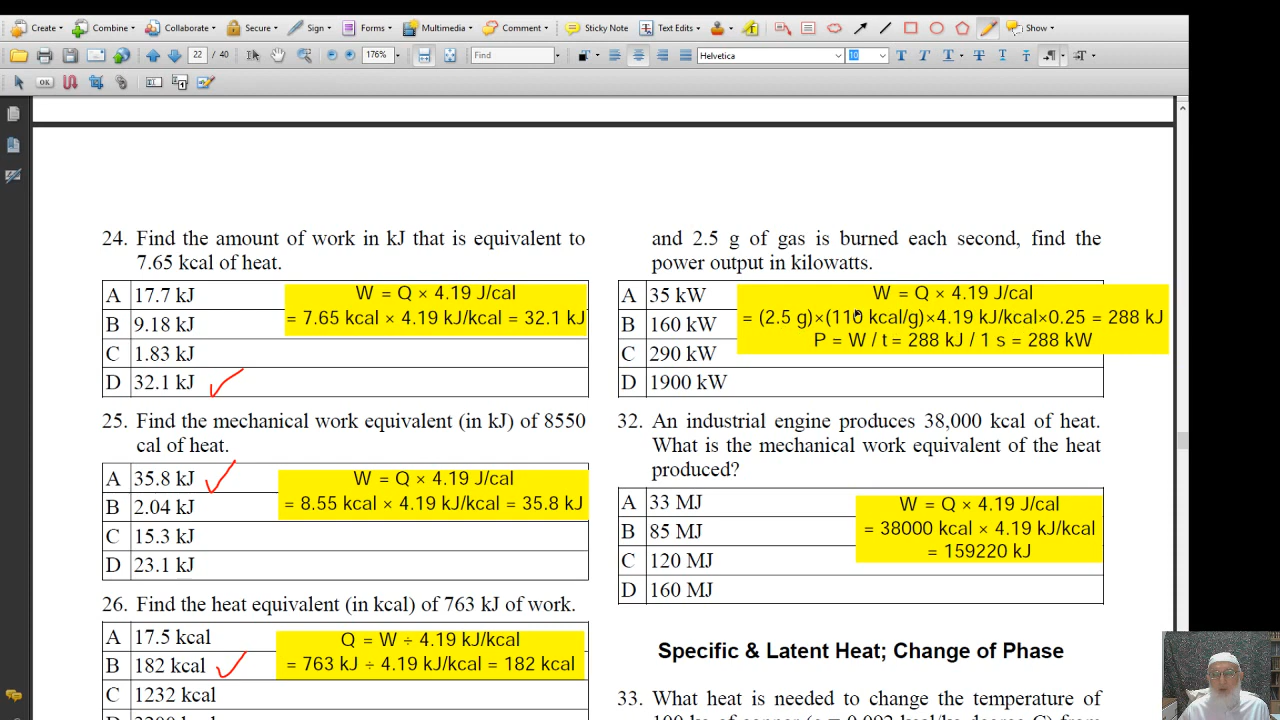 Create
Combine
Collaborate
Secure
Sign
Forms
Multimedia
Comment
Sticky Note
Text Edits
Show
22 / 40
176%
Find
Helvetica
10
OK
24. Find the amount of work in kJ that is equivalent to
7.65 kcal of heat.
A 17.7 kJ
B 9.18 kJ
C 1.83 kJ
D 32.1 kJ
W = Q × 4.19 J/cal
= 7.65 kcal × 4.19 kJ/kcal = 32.1 kJ
25. Find the mechanical work equivalent (in kJ) of 8550
cal of heat.
A 35.8 kJ
B 2.04 kJ
C 15.3 kJ
D 23.1 kJ
W = Q × 4.19 J/cal
= 8.55 kcal × 4.19 kJ/kcal = 35.8 kJ
26. Find the heat equivalent (in kcal) of 763 kJ of work.
A 17.5 kcal
B 182 kcal
C 1232 kcal
Q = W ÷ 4.19 kJ/kcal
= 763 kJ ÷ 4.19 kJ/kcal = 182 kcal
and 2.5 g of gas is burned each second, find the
power output in kilowatts.
A 35 kW
B 160 kW
C 290 kW
D 1900 kW
W = Q × 4.19 J/cal
= (2.5 g)×(110 kcal/g)×4.19 kJ/kcal×0.25 = 288 kJ
P = W / t = 288 kJ / 1 s = 288 kW
32. An industrial engine produces 38,000 kcal of heat.
What is the mechanical work equivalent of the heat
produced?
A 33 MJ
B 85 MJ
C 120 MJ
D 160 MJ
W = Q × 4.19 J/cal
= 38000 kcal × 4.19 kJ/kcal
= 159220 kJ
Specific & Latent Heat; Change of Phase
33. What heat is needed to change the temperature of